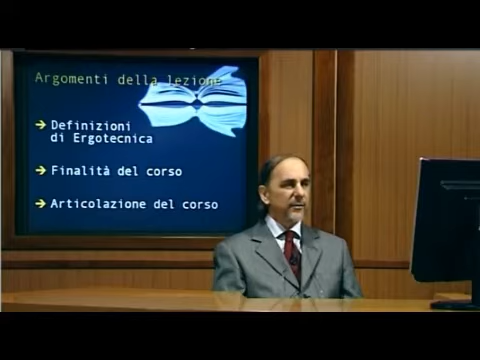 Argomenti della lezione
→ Definizioni
di Ergotecnica
→ Finalità del corso
→ Articolazione del corso